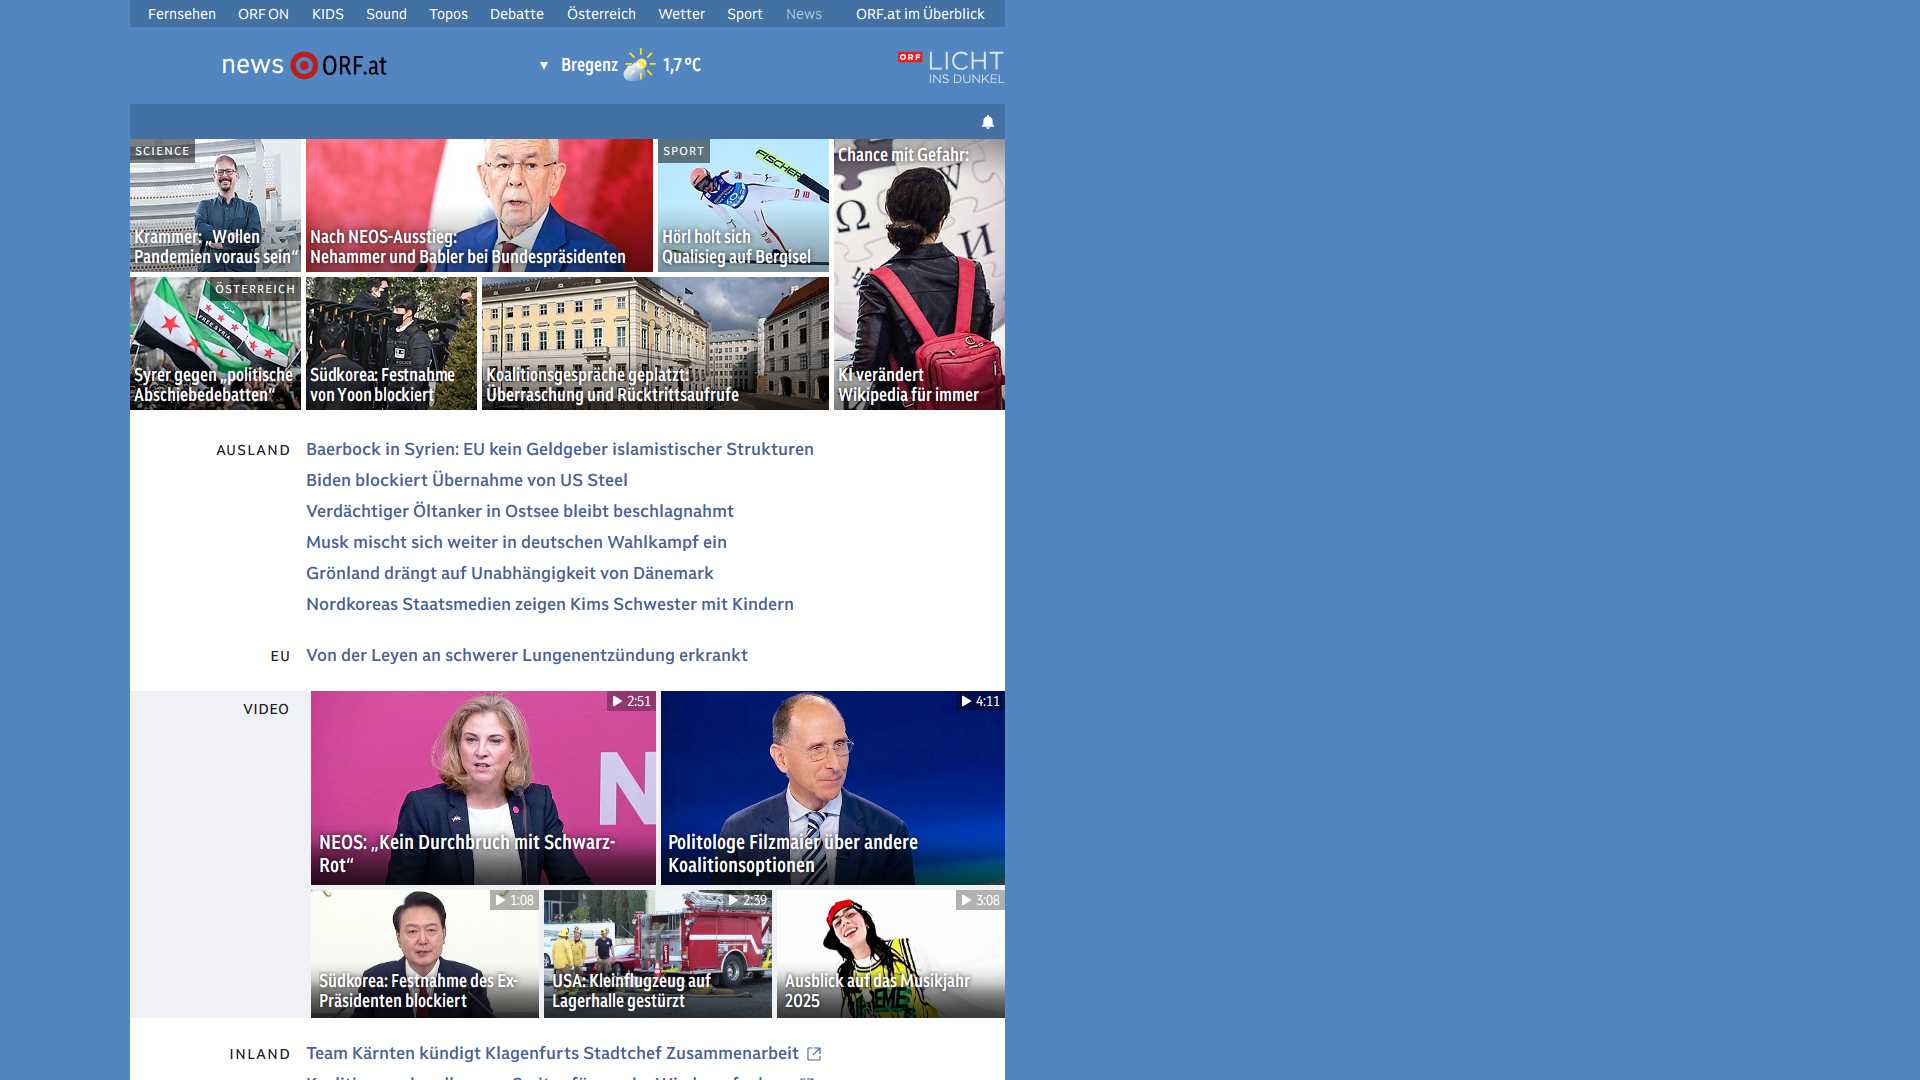 Fernsehen ORF ON KIDS Sound Topos Debatte Österreich Wetter Sport News ORF.at im Überblick
news ORF.at
Bregenz 1,7 °C
ORF LICHT
INS DUNKEL
SCIENCE
Krammer: „Wollen
Pandemien voraus sein“
Nach NEOS-Ausstieg:
Nehammer und Babler bei Bundespräsidenten
SPORT
FISCHER
Hörl holt sich
Qualisieg auf Bergisel
Chance mit Gefahr:
KI verändert
Wikipedia für immer
ÖSTERREICH
FREE SYRIA
Syrer gegen „politische
Abschiebedebatten“
Südkorea: Festnahme
von Yoon blockiert
Koalitionsgespräche geplatzt:
Überraschung und Rücktrittsaufrufe
AUSLAND
Baerbock in Syrien: EU kein Geldgeber islamistischer Strukturen
Biden blockiert Übernahme von US Steel
Verdächtiger Öltanker in Ostsee bleibt beschlagnahmt
Musk mischt sich weiter in deutschen Wahlkampf ein
Grönland drängt auf Unabhängigkeit von Dänemark
Nordkoreas Staatsmedien zeigen Kims Schwester mit Kindern
EU
Von der Leyen an schwerer Lungenentzündung erkrankt
VIDEO
2:51
NEOS: „Kein Durchbruch mit Schwarz-
Rot“
4:11
Politologe Filzmaier über andere
Koalitionsoptionen
1:08
Südkorea: Festnahme des Ex-
Präsidenten blockiert
2:39
USA: Kleinflugzeug auf
Lagerhalle gestürzt
3:08
Ausblick auf das Musikjahr
2025
INLAND
Team Kärnten kündigt Klagenfurts Stadtchef Zusammenarbeit